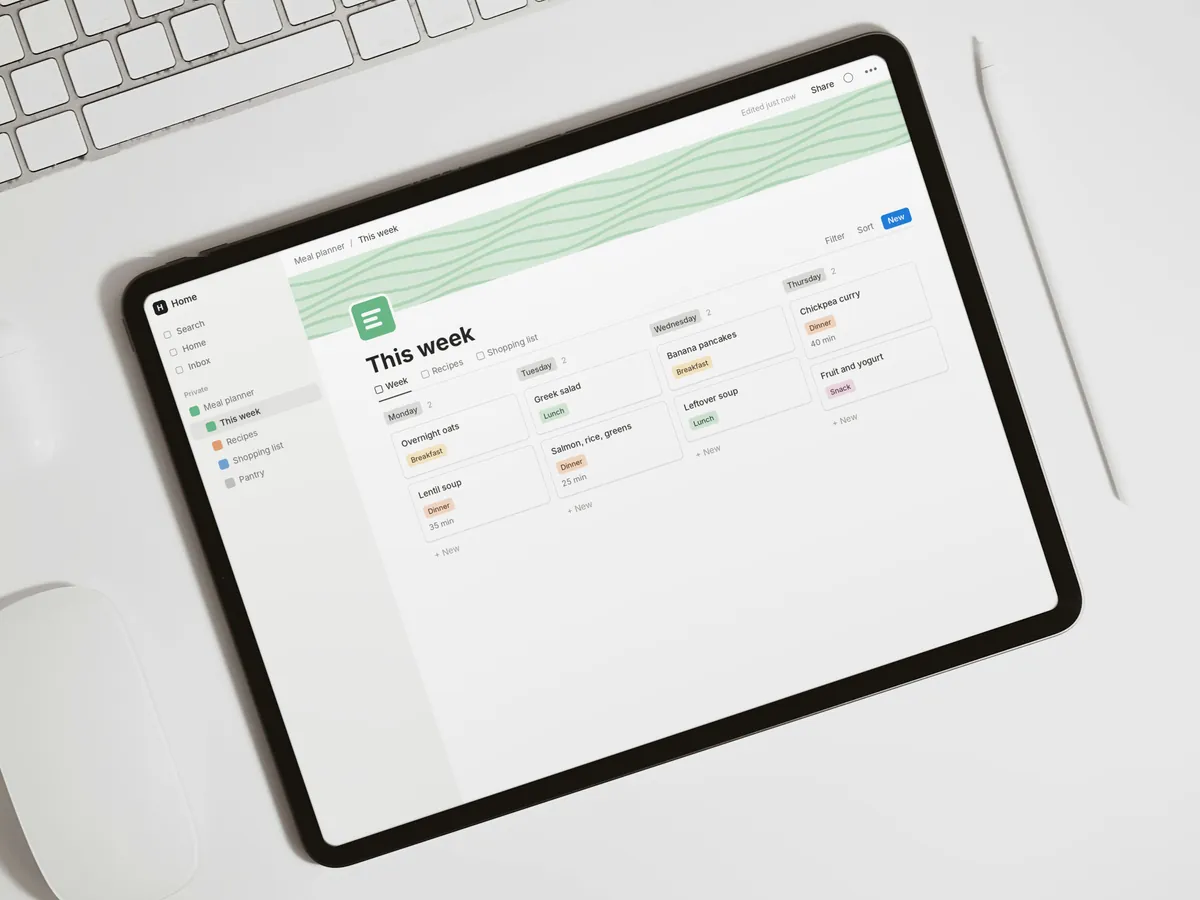 Edited just now
Share
Meal planner / This week
H Home
Search
Home
Inbox
Private
Meal planner
This week
Recipes
Shopping list
Pantry
This week
Week
Recipes
Shopping list
Filter
Sort
New
Monday 2
Overnight oats
Breakfast
Lentil soup
Dinner
35 min
+ New
Tuesday 2
Greek salad
Lunch
Salmon, rice, greens
Dinner
25 min
+ New
Wednesday 2
Banana pancakes
Breakfast
Leftover soup
Lunch
+ New
Thursday 2
Chickpea curry
Dinner
40 min
Fruit and yogurt
Snack
+ New